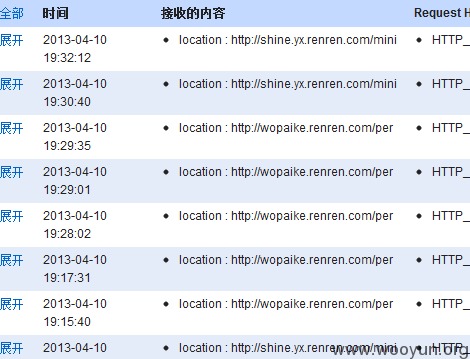 全部 时间 接收的内容 Request H
展开 2013-04-10 • location : http://shine.yx.renren.com/mini • HTTP_
19:32:12
展开 2013-04-10 • location : http://shine.yx.renren.com/mini • HTTP_
19:30:40
展开 2013-04-10 • location : http://wopaike.renren.com/per • HTTP_
19:29:35
展开 2013-04-10 • location : http://wopaike.renren.com/per • HTTP_
19:29:01
展开 2013-04-10 • location : http://wopaike.renren.com/per • HTTP_
19:28:02
展开 2013-04-10 • location : http://wopaike.renren.com/per • HTTP_
19:17:31
展开 2013-04-10 • location : http://wopaike.renren.com/per • HTTP_
19:15:40
展开 2013-04-10 • location : http://shine.yx.renren.com/mini • HTTP_
www.wooyun.org